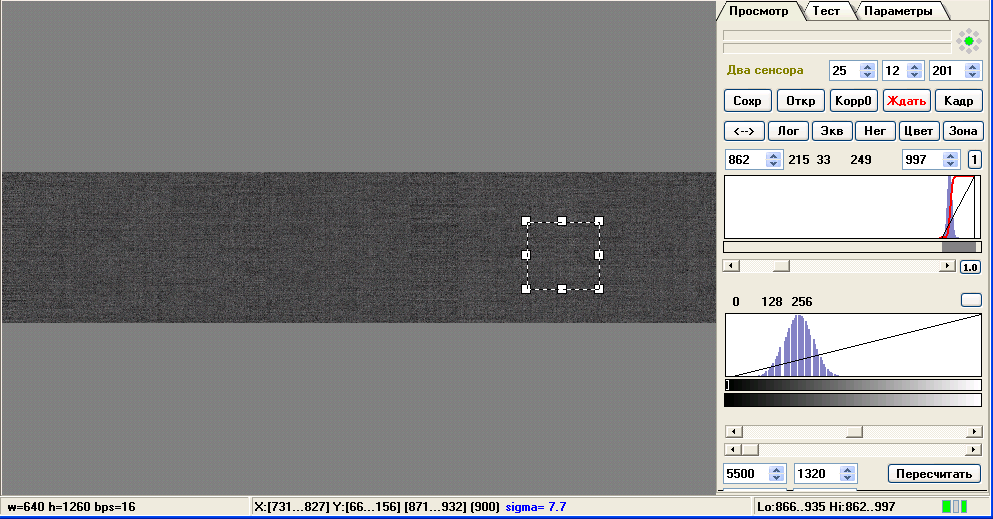 Просмотр Тест Параметры
Два сенсора 25 12 201
Сохр Откр Корр0 Ждать Кадр
<--> Лог Экв Нег Цвет Зона
862 215 33 249 997 1
1.0
0 128 256
5500 1320 Пересчитать
w=640 h=1260 bps=16 X:[731...827] Y:[66...156] [871...932] (900) sigma= 7.7 Lo:866..935 Hi:862..997